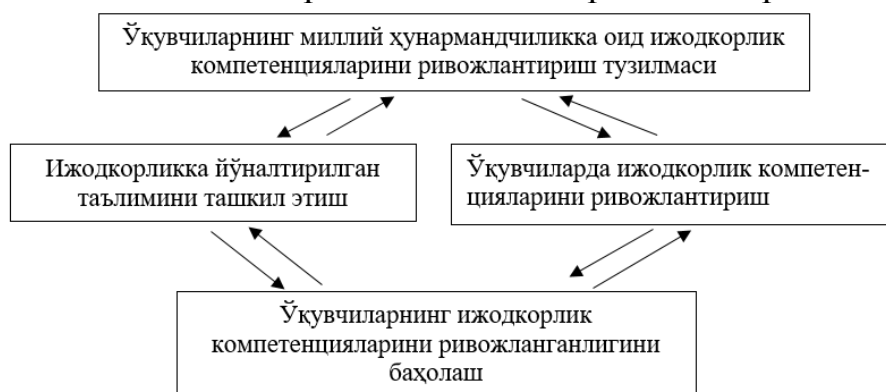 Ўқувчиларнинг миллий ҳунармандчиликка оид ижодкорлик
компетенцияларини ривожлантириш тузилмаси
Ижодкорликка йўналтирилган
таълимини ташкил этиш
Ўқувчиларда ижодкорлик компетен-
цияларини ривожлантириш
Ўқувчиларнинг ижодкорлик
компетенцияларини ривожланганлигини
баҳолаш